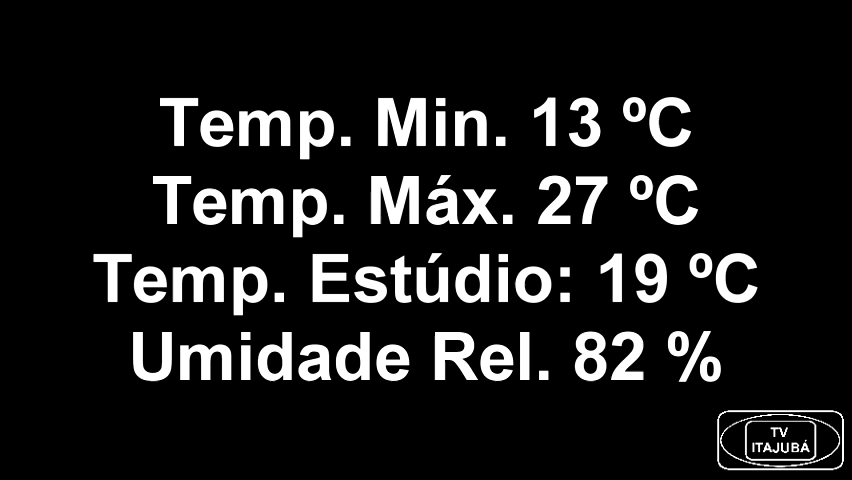 Temp. Min. 13 ºC
Temp. Máx. 27 ºC
Temp. Estúdio: 19 ºC
Umidade Rel. 82 %
TV
ITAJUBÁ